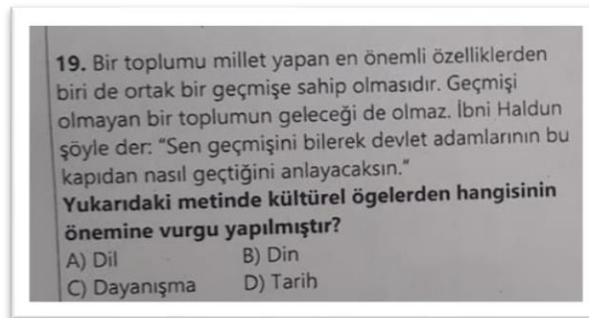 19. Bir toplumu millet yapan en önemli özelliklerden
biri de ortak bir geçmişe sahip olmasıdır. Geçmişi
olmayan bir toplumun geleceği de olmaz. İbni Haldun
şöyle der: “Sen geçmişini bilerek devlet adamlarının bu
kapıdan nasıl geçtiğini anlayacaksın.”
Yukarıdaki metinde kültürel ögelerden hangisinin
önemine vurgu yapılmıştır?
A) Dil B) Din
C) Dayanışma D) Tarih